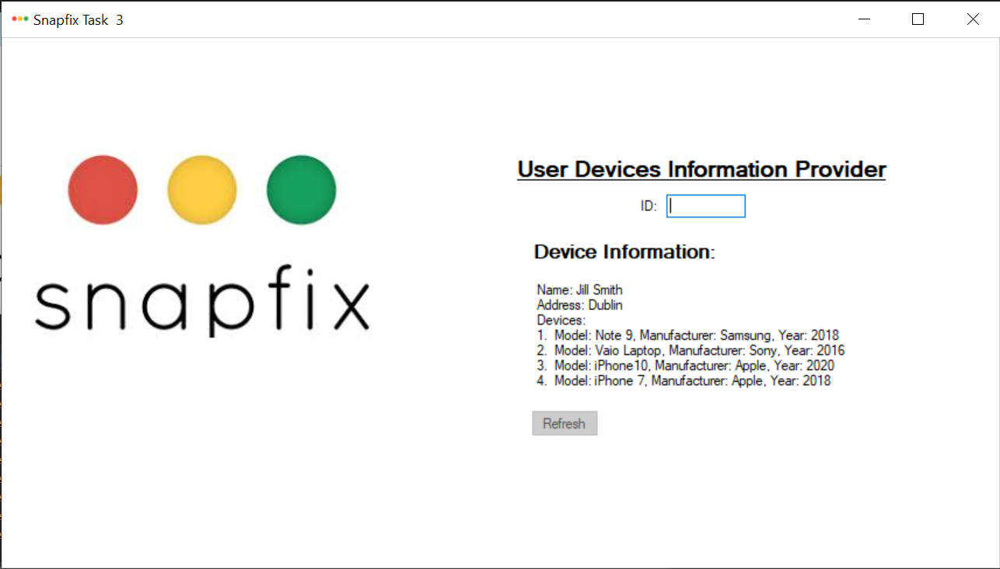 Snapfix Task 3
snapfix
User Devices Information Provider
ID:
Device Information:
Name: Jill Smith
Address: Dublin
Devices:
1. Model: Note 9, Manufacturer: Samsung, Year: 2018
2. Model: Vaio Laptop, Manufacturer: Sony, Year: 2016
3. Model: iPhone10, Manufacturer: Apple, Year: 2020
4. Model: iPhone 7, Manufacturer: Apple, Year: 2018
Refresh